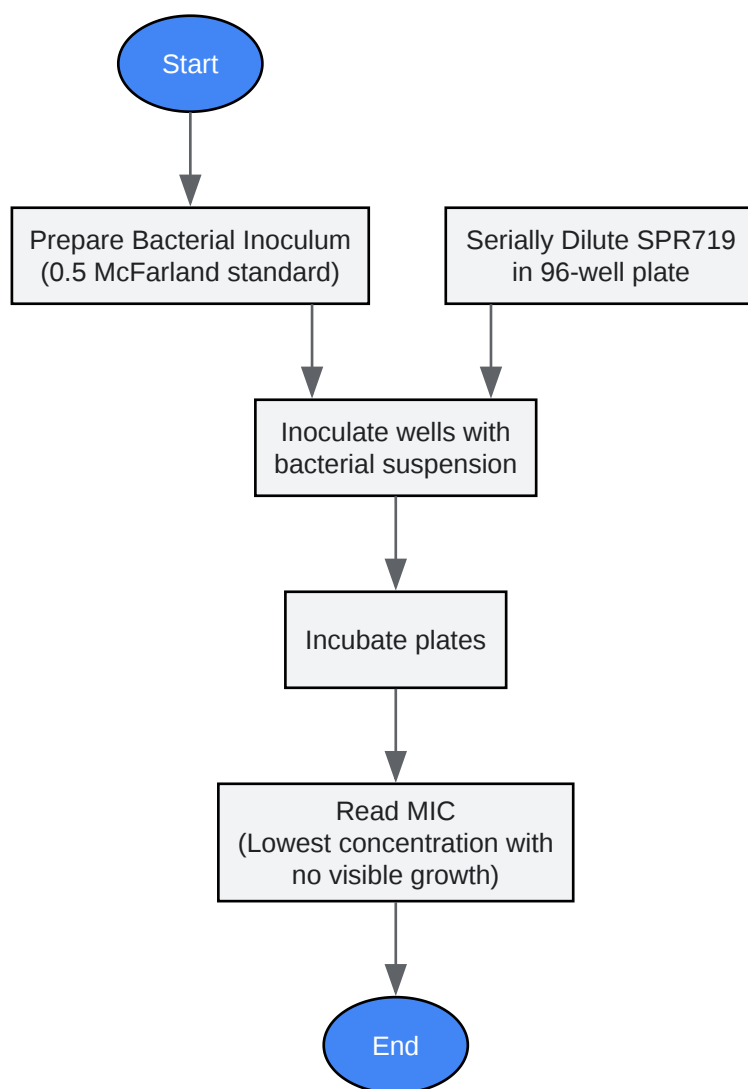 Start
Prepare Bacterial Inoculum
(0.5 McFarland standard)
Serially Dilute SPR719
in 96-well plate
Inoculate wells with
bacterial suspension
Incubate plates
Read MIC
(Lowest concentration with
no visible growth)
End